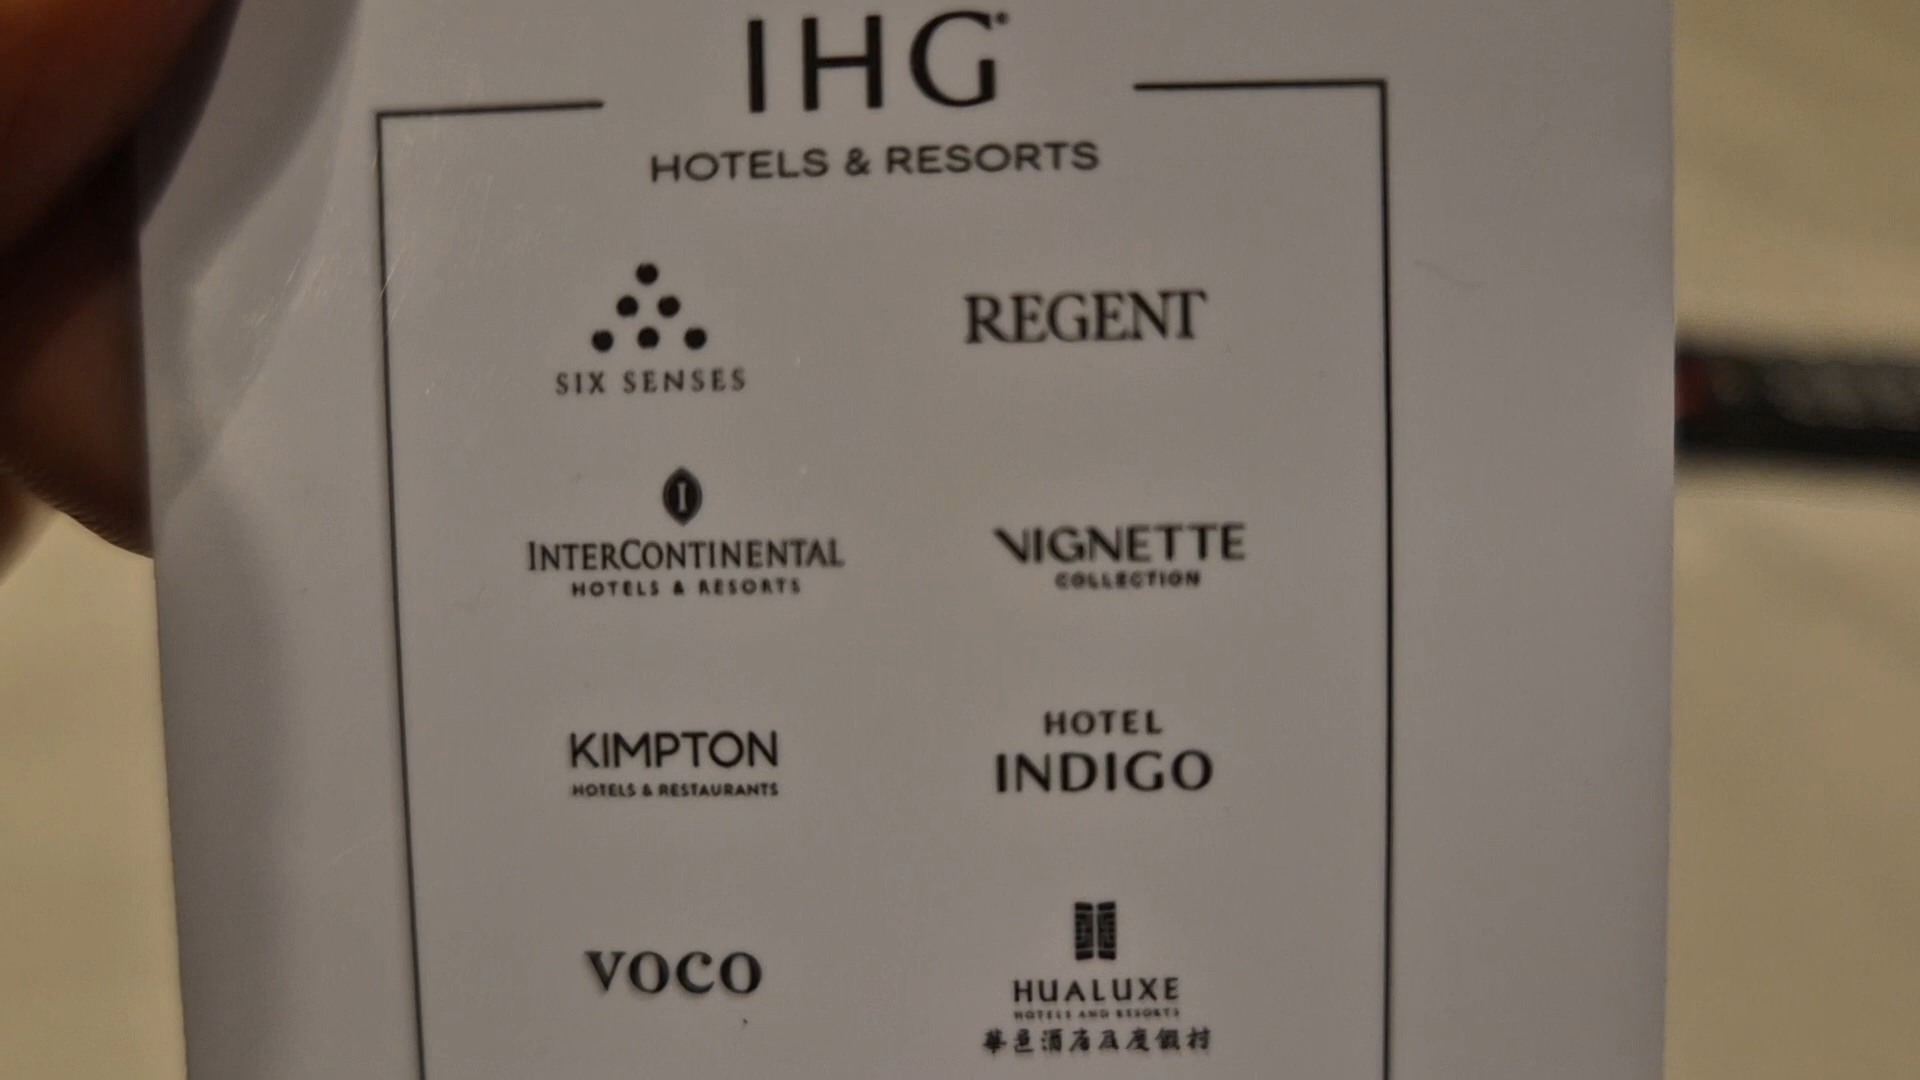 IHG®
HOTELS & RESORTS
SIX SENSES
REGENT
INTERCONTINENTAL
HOTELS & RESORTS
VIGNETTE
COLLECTION
KIMPTON
HOTELS & RESTAURANTS
HOTEL
INDIGO
VOCO
HUALUXE
HOTELS AND RESORTS
華邑酒店及度假村